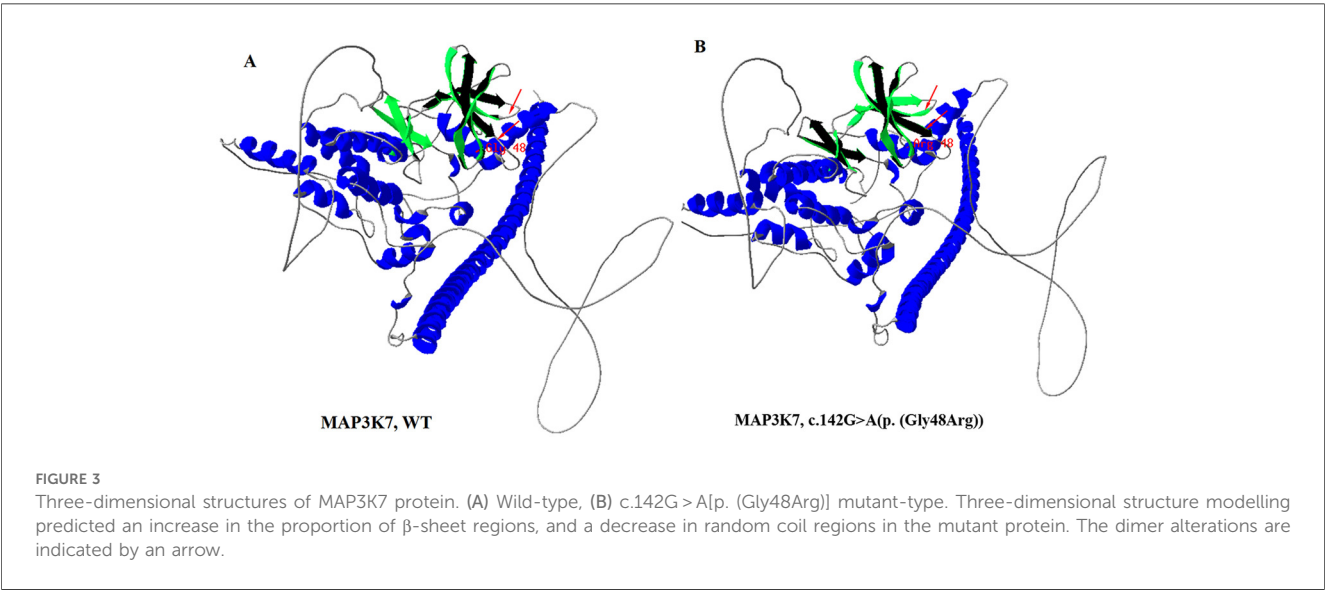 A
B
Gly 48
Arg 48
MAP3K7, WT
MAP3K7, c.142G>A(p. (Gly48Arg))
FIGURE 3
Three-dimensional structures of MAP3K7 protein. (A) Wild-type, (B) c.142G > A[p. (Gly48Arg)] mutant-type. Three-dimensional structure modelling
predicted an increase in the proportion of β-sheet regions, and a decrease in random coil regions in the mutant protein. The dimer alterations are
indicated by an arrow.